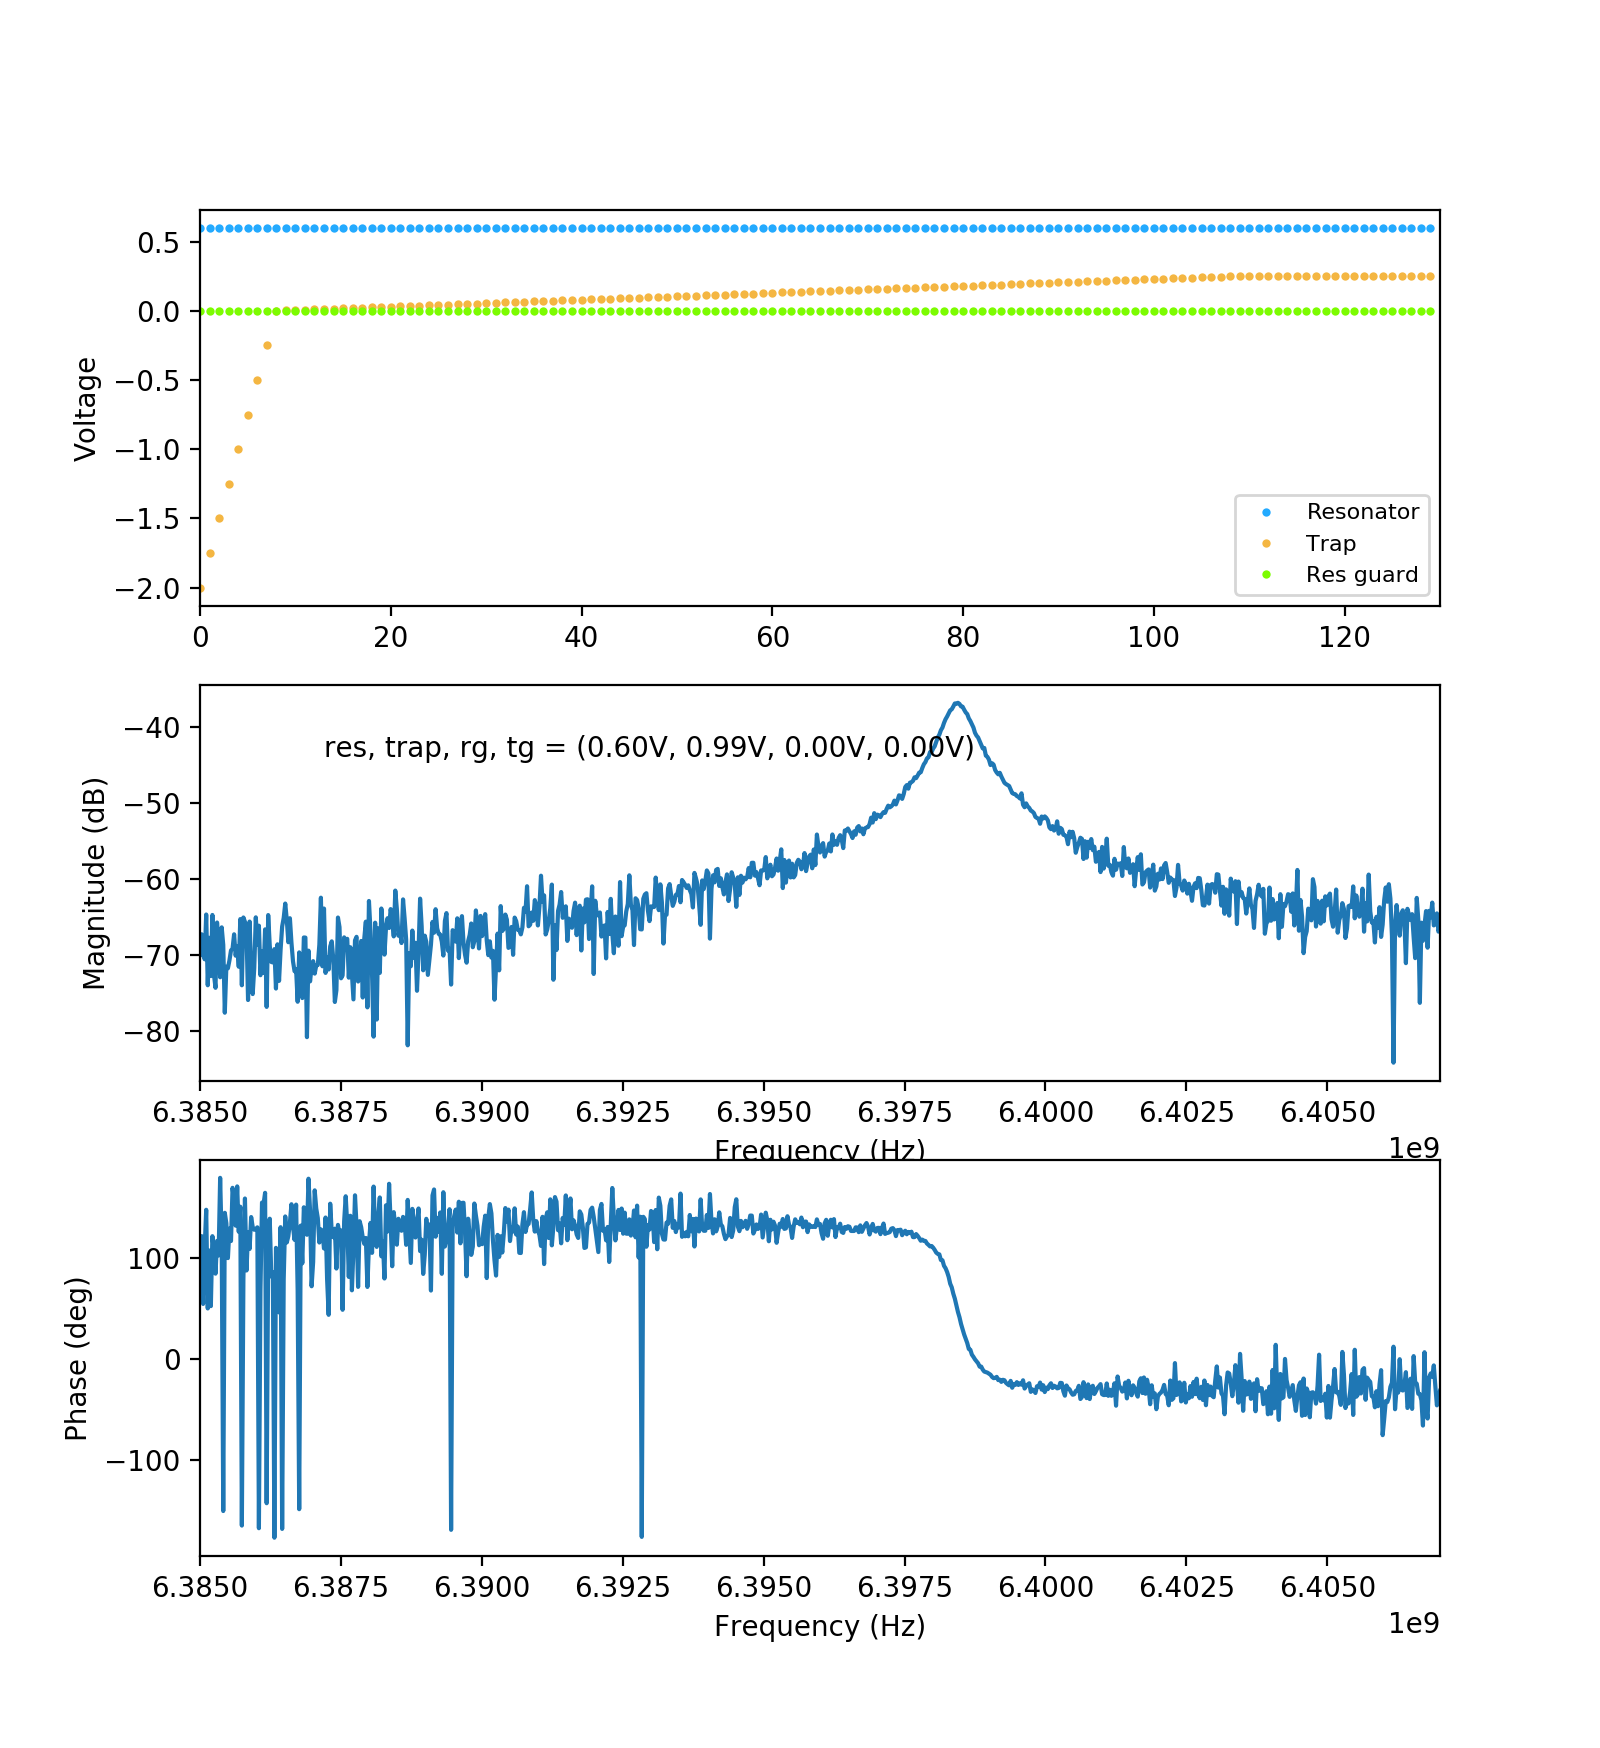 0.5
0.0
−0.5
−1.0
−1.5
−2.0
Voltage
Resonator
Trap
Res guard
0 20 40 60 80 100 120
−40
−50
−60
−70
−80
Magnitude (dB)
res, trap, rg, tg = (0.60V, 0.99V, 0.00V, 0.00V)
6.3850 6.3875 6.3900 6.3925 6.3950 6.3975 6.4000 6.4025 6.4050
1e9
Frequency (Hz)
100
0
−100
Phase (deg)
6.3850 6.3875 6.3900 6.3925 6.3950 6.3975 6.4000 6.4025 6.4050
1e9
Frequency (Hz)